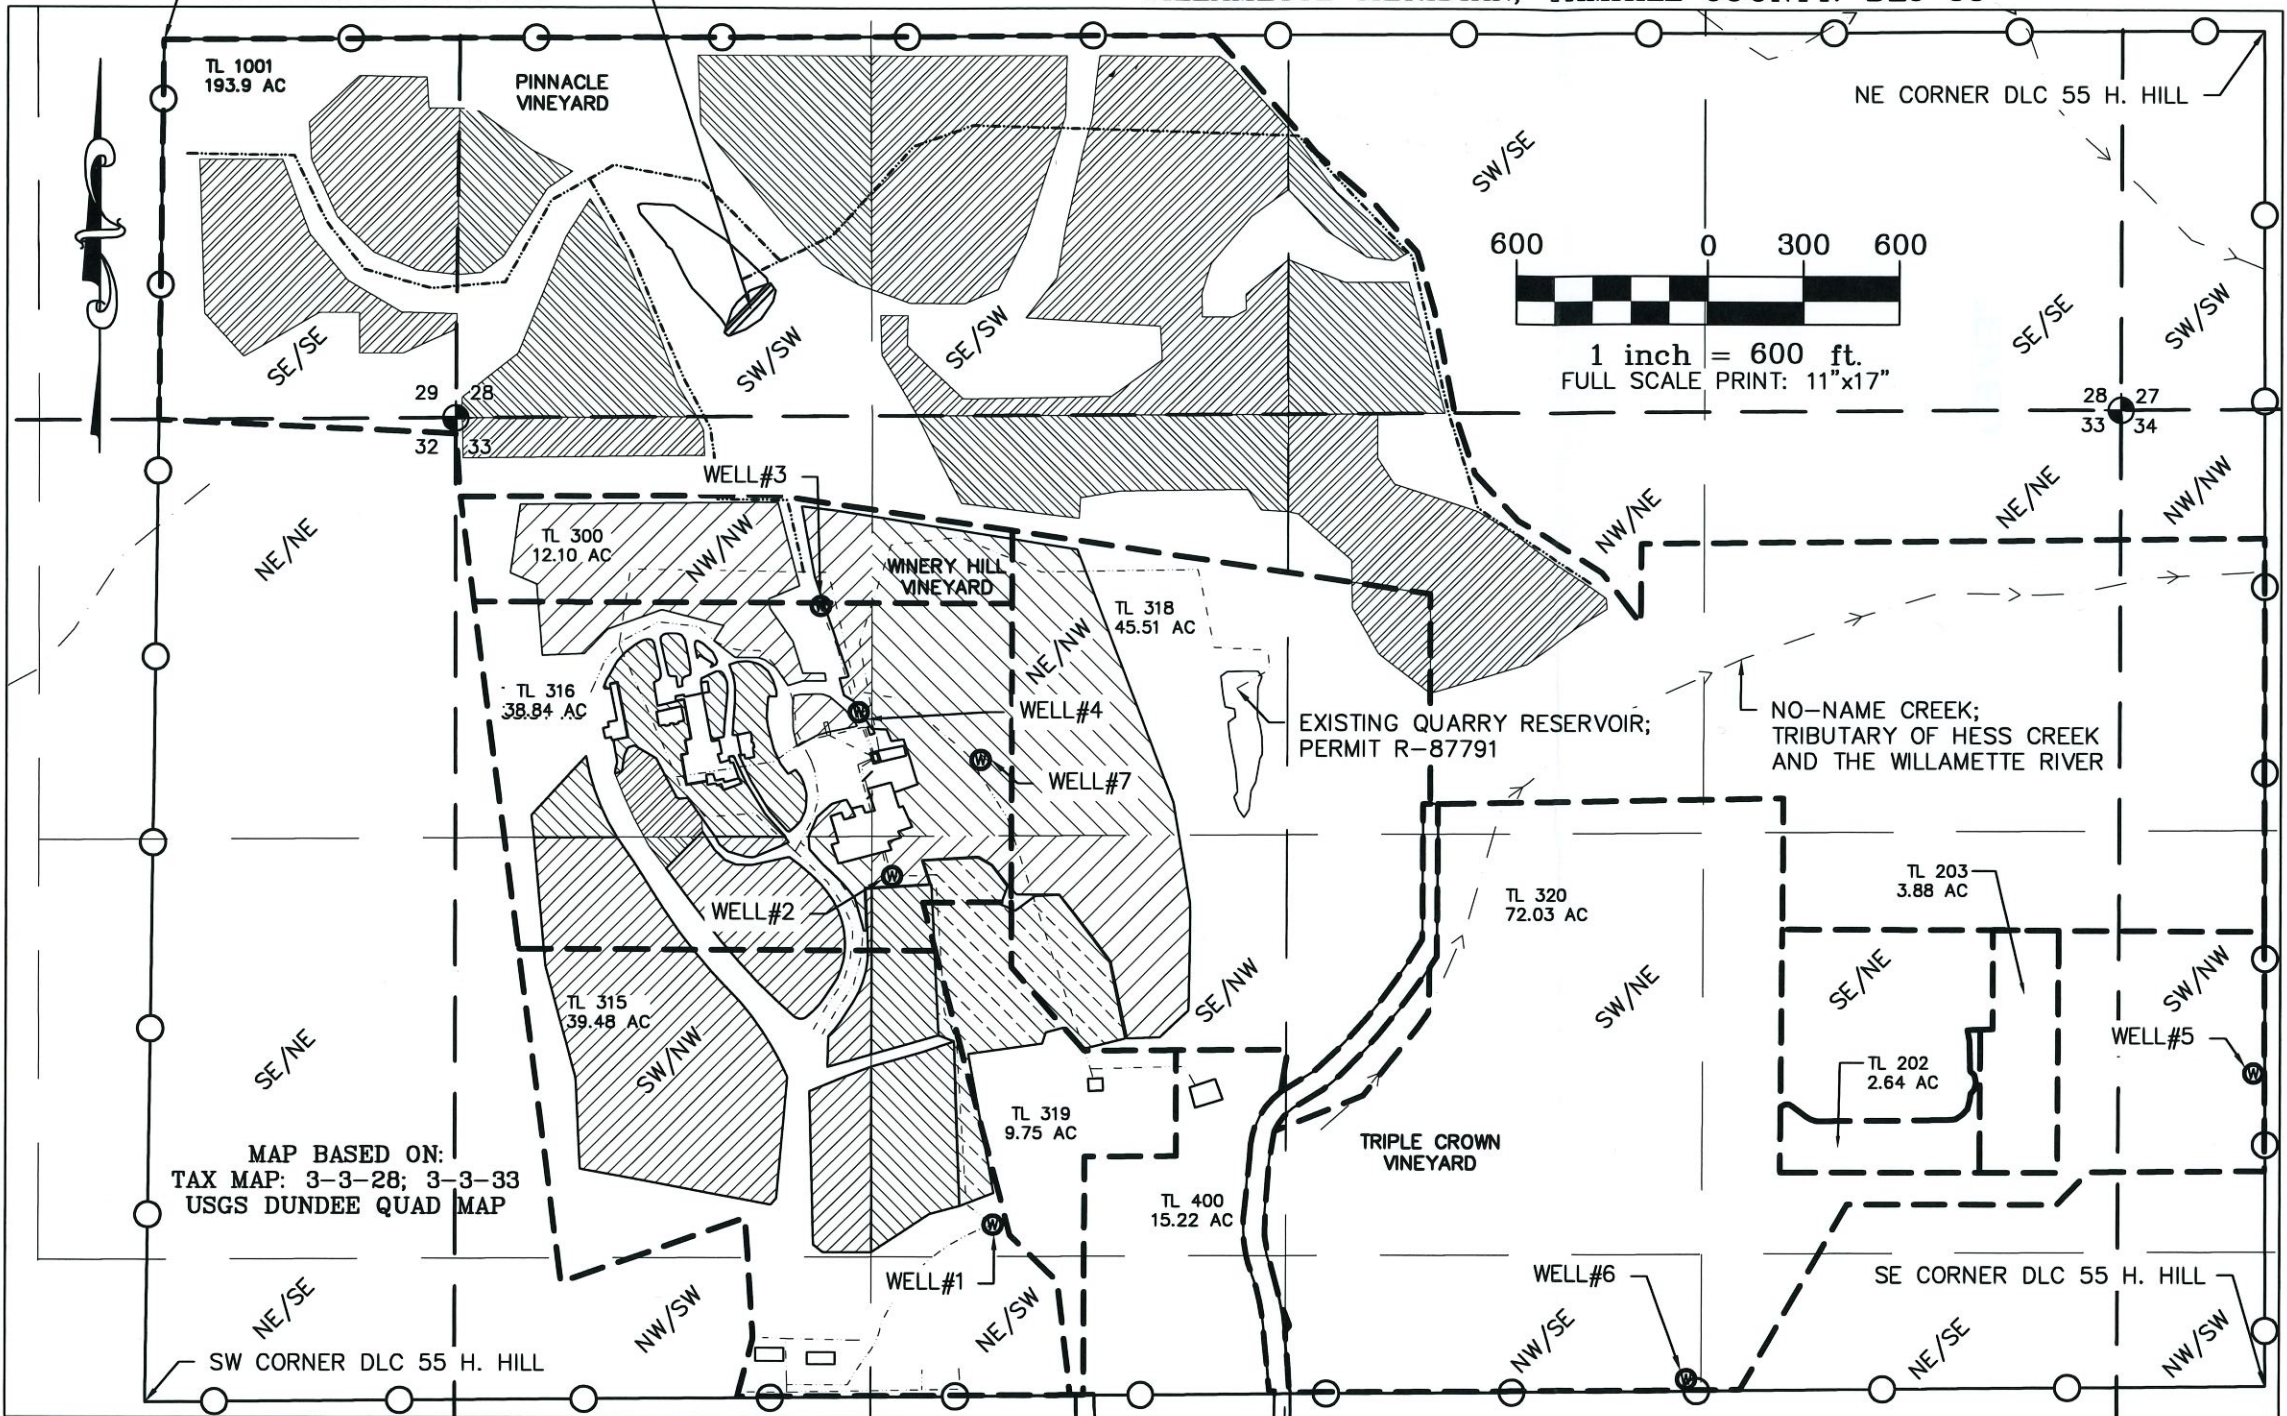 TL 1001
193.9 AC
PINNACLE
VINEYARD
NE CORNER DLC 55 H. HILL
SW/SE
600 0 300 600
1 inch = 600 ft.
FULL SCALE PRINT: 11"x17"
SE/SE
SW/SW
SE/SW
SE/SE
SW/SW
29 28
32 33
28 27
33 34
WELL#3
NE/NE
TL 300
12.10 AC
NW/NW
WINERY HILL
VINEYARD
NW/NE
NE/NE
NW/NW
TL 318
45.51 AC
NE/NW
TL 316
38.84 AC
WELL#4
EXISTING QUARRY RESERVOIR;
PERMIT R-87791
NO-NAME CREEK;
TRIBUTARY OF HESS CREEK
AND THE WILLAMETTE RIVER
WELL#7
WELL#2
TL 320
72.03 AC
TL 203
3.88 AC
TL 315
39.48 AC
SE/NW
SW/NE
SE/NE
SW/NW
SE/NE
SW/NW
WELL#5
TL 202
2.64 AC
TL 319
9.75 AC
TRIPLE CROWN
VINEYARD
MAP BASED ON:
TAX MAP: 3-3-28; 3-3-33
USGS DUNDEE QUAD MAP
TL 400
15.22 AC
WELL#1
WELL#6
SE CORNER DLC 55 H. HILL
NE/SE
NW/SW
NE/SW
NW/SE
NE/SE
NW/SW
SW CORNER DLC 55 H. HILL
W
W
W
W
W
W
W